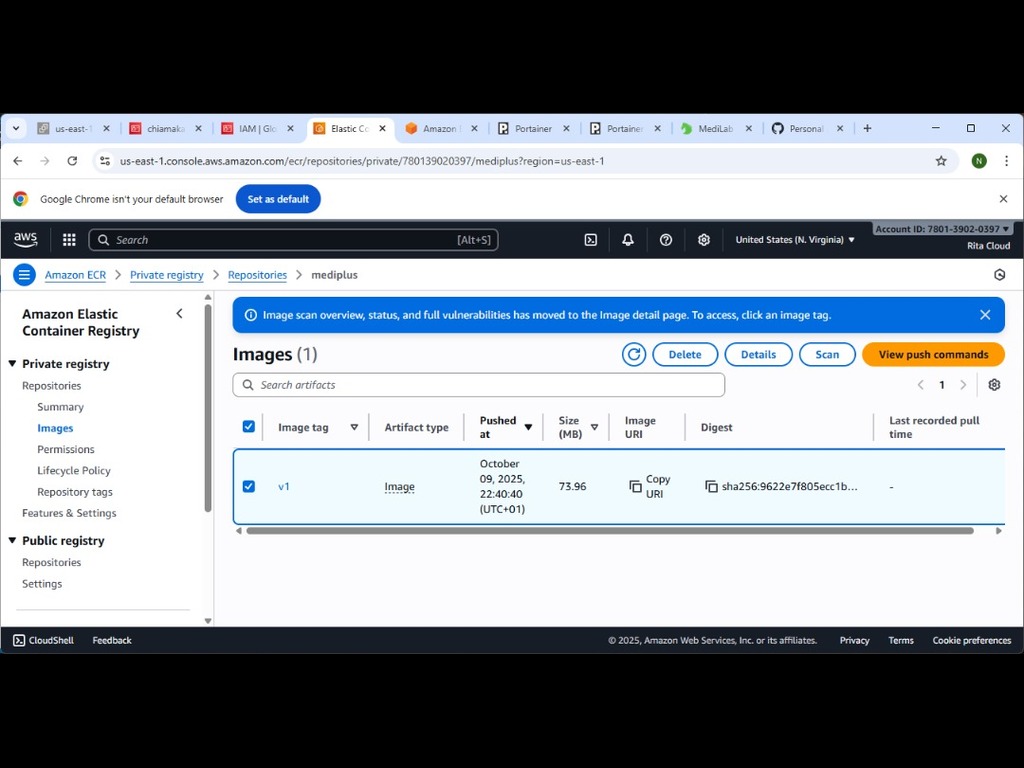 us-east-1
chiamaka
IAM | Glo
Elastic Co
Amazon
Portainer
Portainer
MediLab
Personal
us-east-1.console.aws.amazon.com/ecr/repositories/private/780139020397/mediplus?region=us-east-1
N
Google Chrome isn't your default browser
Set as default
aws
Search
[Alt+S]
United States (N. Virginia) ▼
Account ID: 7801-3902-0397 ▼
Rita Cloud
Amazon ECR > Private registry > Repositories > mediplus
Amazon Elastic
Container Registry
Private registry
Repositories
Summary
Images
Permissions
Lifecycle Policy
Repository tags
Features & Settings
Public registry
Repositories
Settings
Image scan overview, status, and full vulnerabilities has moved to the Image detail page. To access, click an image tag.
Images (1)
Delete
Details
Scan
View push commands
Search artifacts
1
Image tag
Artifact type
Pushed
at
Size
(MB)
Image
URI
Digest
Last recorded pull
time
v1
Image
October
09, 2025,
22:40:40
(UTC+01)
73.96
Copy
URI
sha256:9622e7f805ecc1b...
-
CloudShell
Feedback
© 2025, Amazon Web Services, Inc. or its affiliates.
Privacy
Terms
Cookie preferences